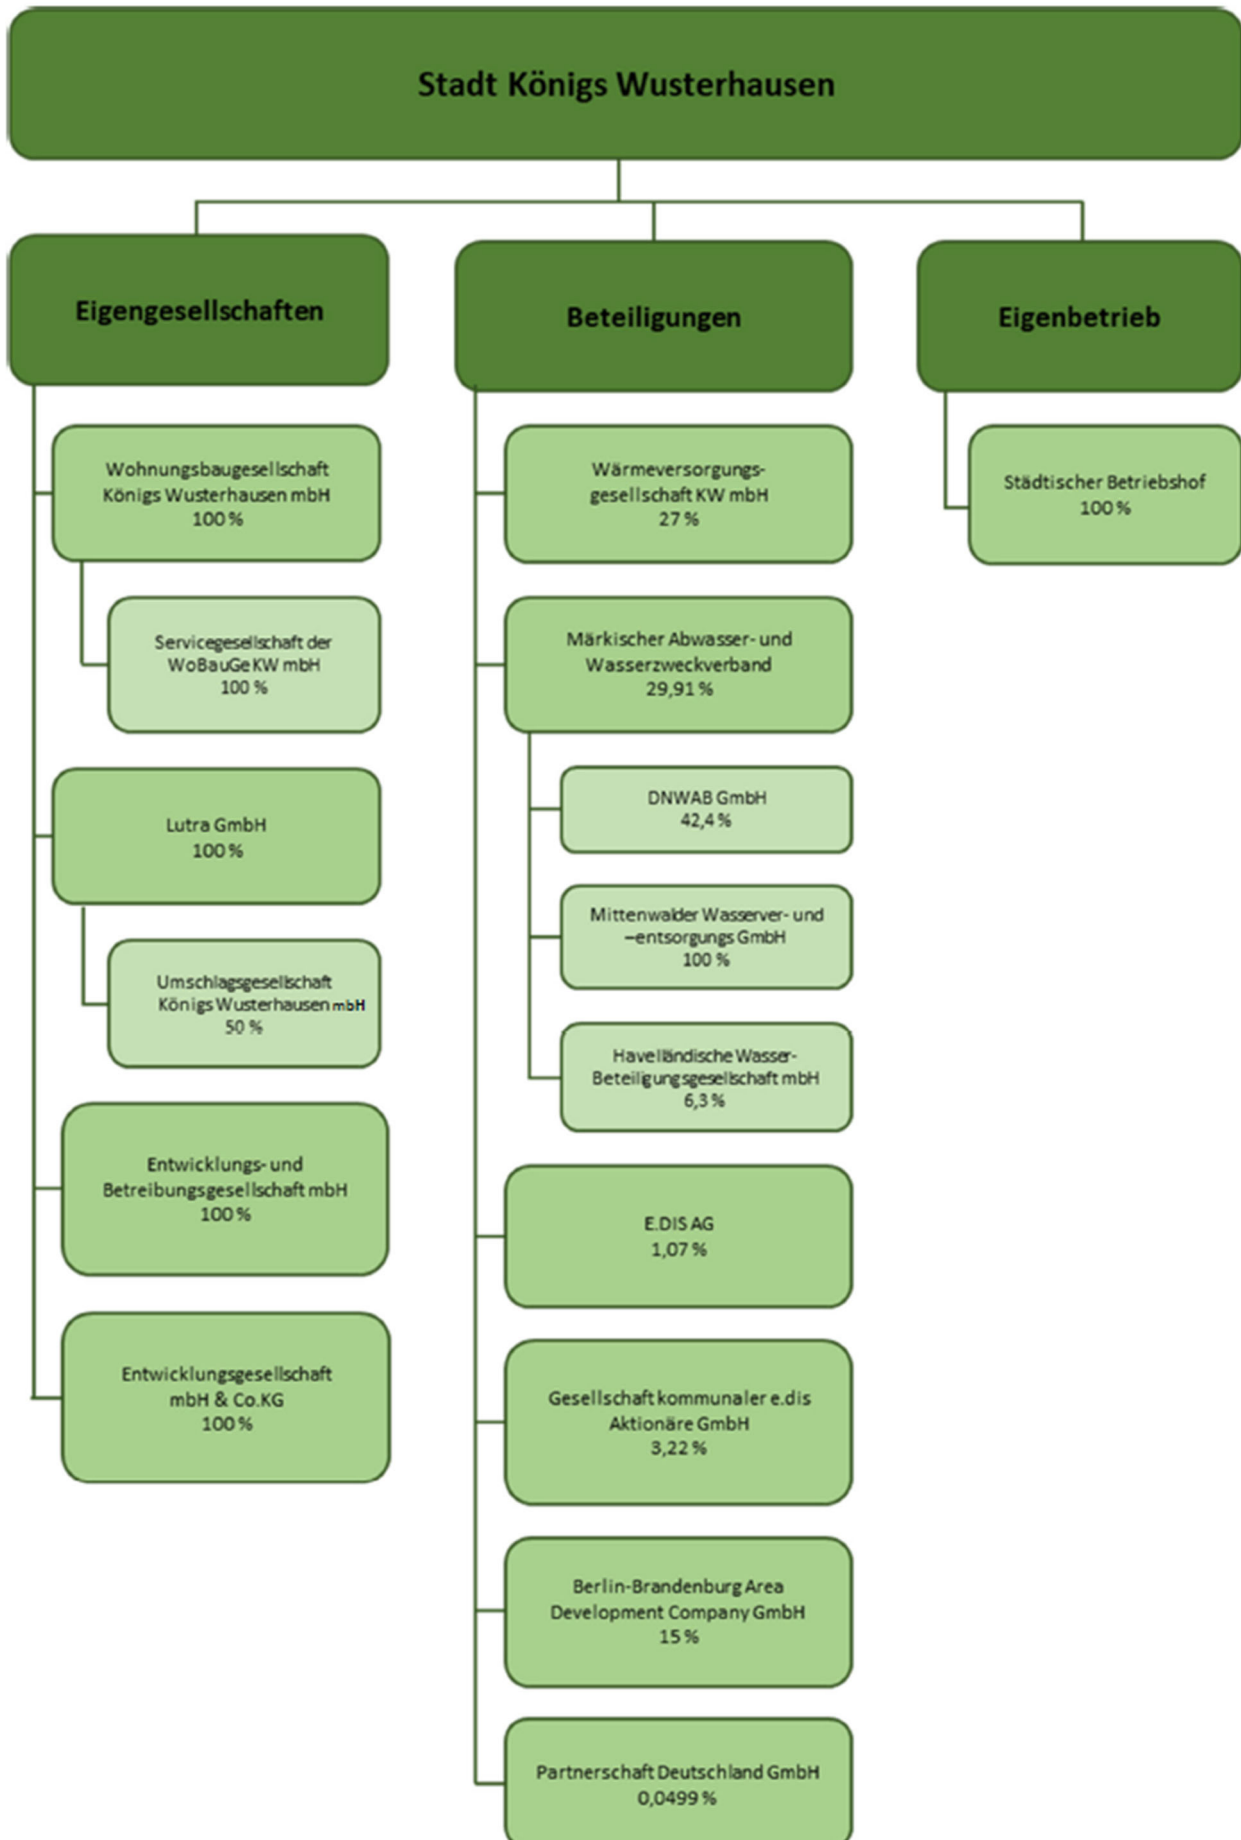 Stadt Königs Wusterhausen
Eigengesellschaften
Wohnungsbaugesellschaft
Königs Wusterhausen mbH
100 %
Servicegesellschaft der
WoBauGe KW mbH
100 %
Lutra GmbH
100 %
Umschlagsgesellschaft
Königs Wusterhausen mbH
50 %
Entwicklungs- und
Betreibungsgesellschaft mbH
100 %
Entwicklungsgesellschaft
mbH & Co.KG
100 %
Beteiligungen
Wärmeversorgungs-
gesellschaft KW mbH
27 %
Märkischer Abwasser- und
Wasserzweckverband
29,91 %
DNWAB GmbH
42,4 %
Mittenwalder Wasserver- und
–entsorgungs GmbH
100 %
Havelländische Wasser-
Beteiligungsgesellschaft mbH
6,3 %
E.DIS AG
1,07 %
Gesellschaft kommunaler e.dis
Aktionäre GmbH
3,22 %
Berlin-Brandenburg Area
Development Company GmbH
15 %
Partnerschaft Deutschland GmbH
0,0499 %
Eigenbetrieb
Städtischer Betriebshof
100 %